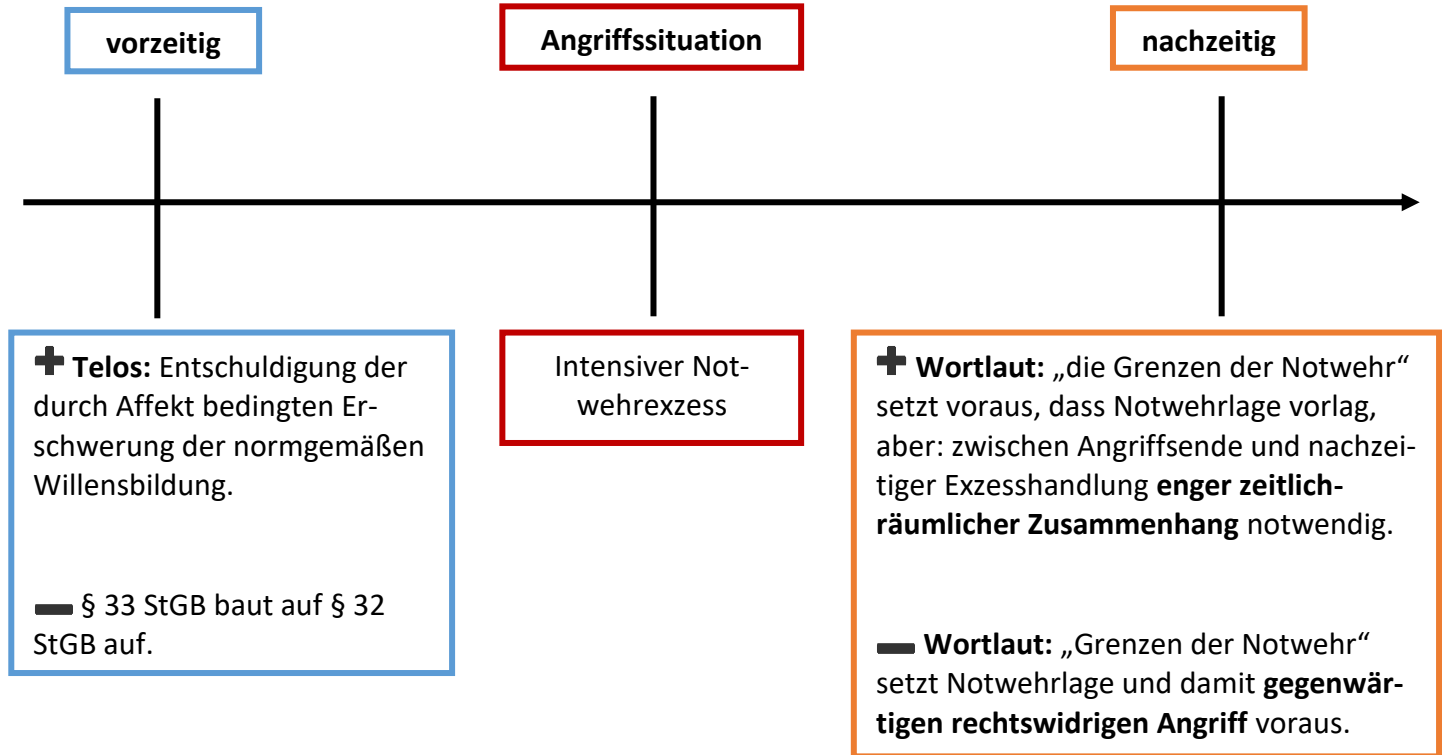 vorzeitig
Angriffssituation
nachzeitig
➕ Telos: Entschuldigung der
durch Affekt bedingten Er-
schwerung der normgemäßen
Willensbildung.
➖ § 33 StGB baut auf § 32
StGB auf.
Intensiver Not-
wehrexzess
➕ Wortlaut: „die Grenzen der Notwehr“
setzt voraus, dass Notwehrlage vorlag,
aber: zwischen Angriffsende und nachzei-
tiger Exzesshandlung enger zeitlich-
räumlicher Zusammenhang notwendig.
➖ Wortlaut: „Grenzen der Notwehr“
setzt Notwehrlage und damit gegenwär-
tigen rechtswidrigen Angriff voraus.